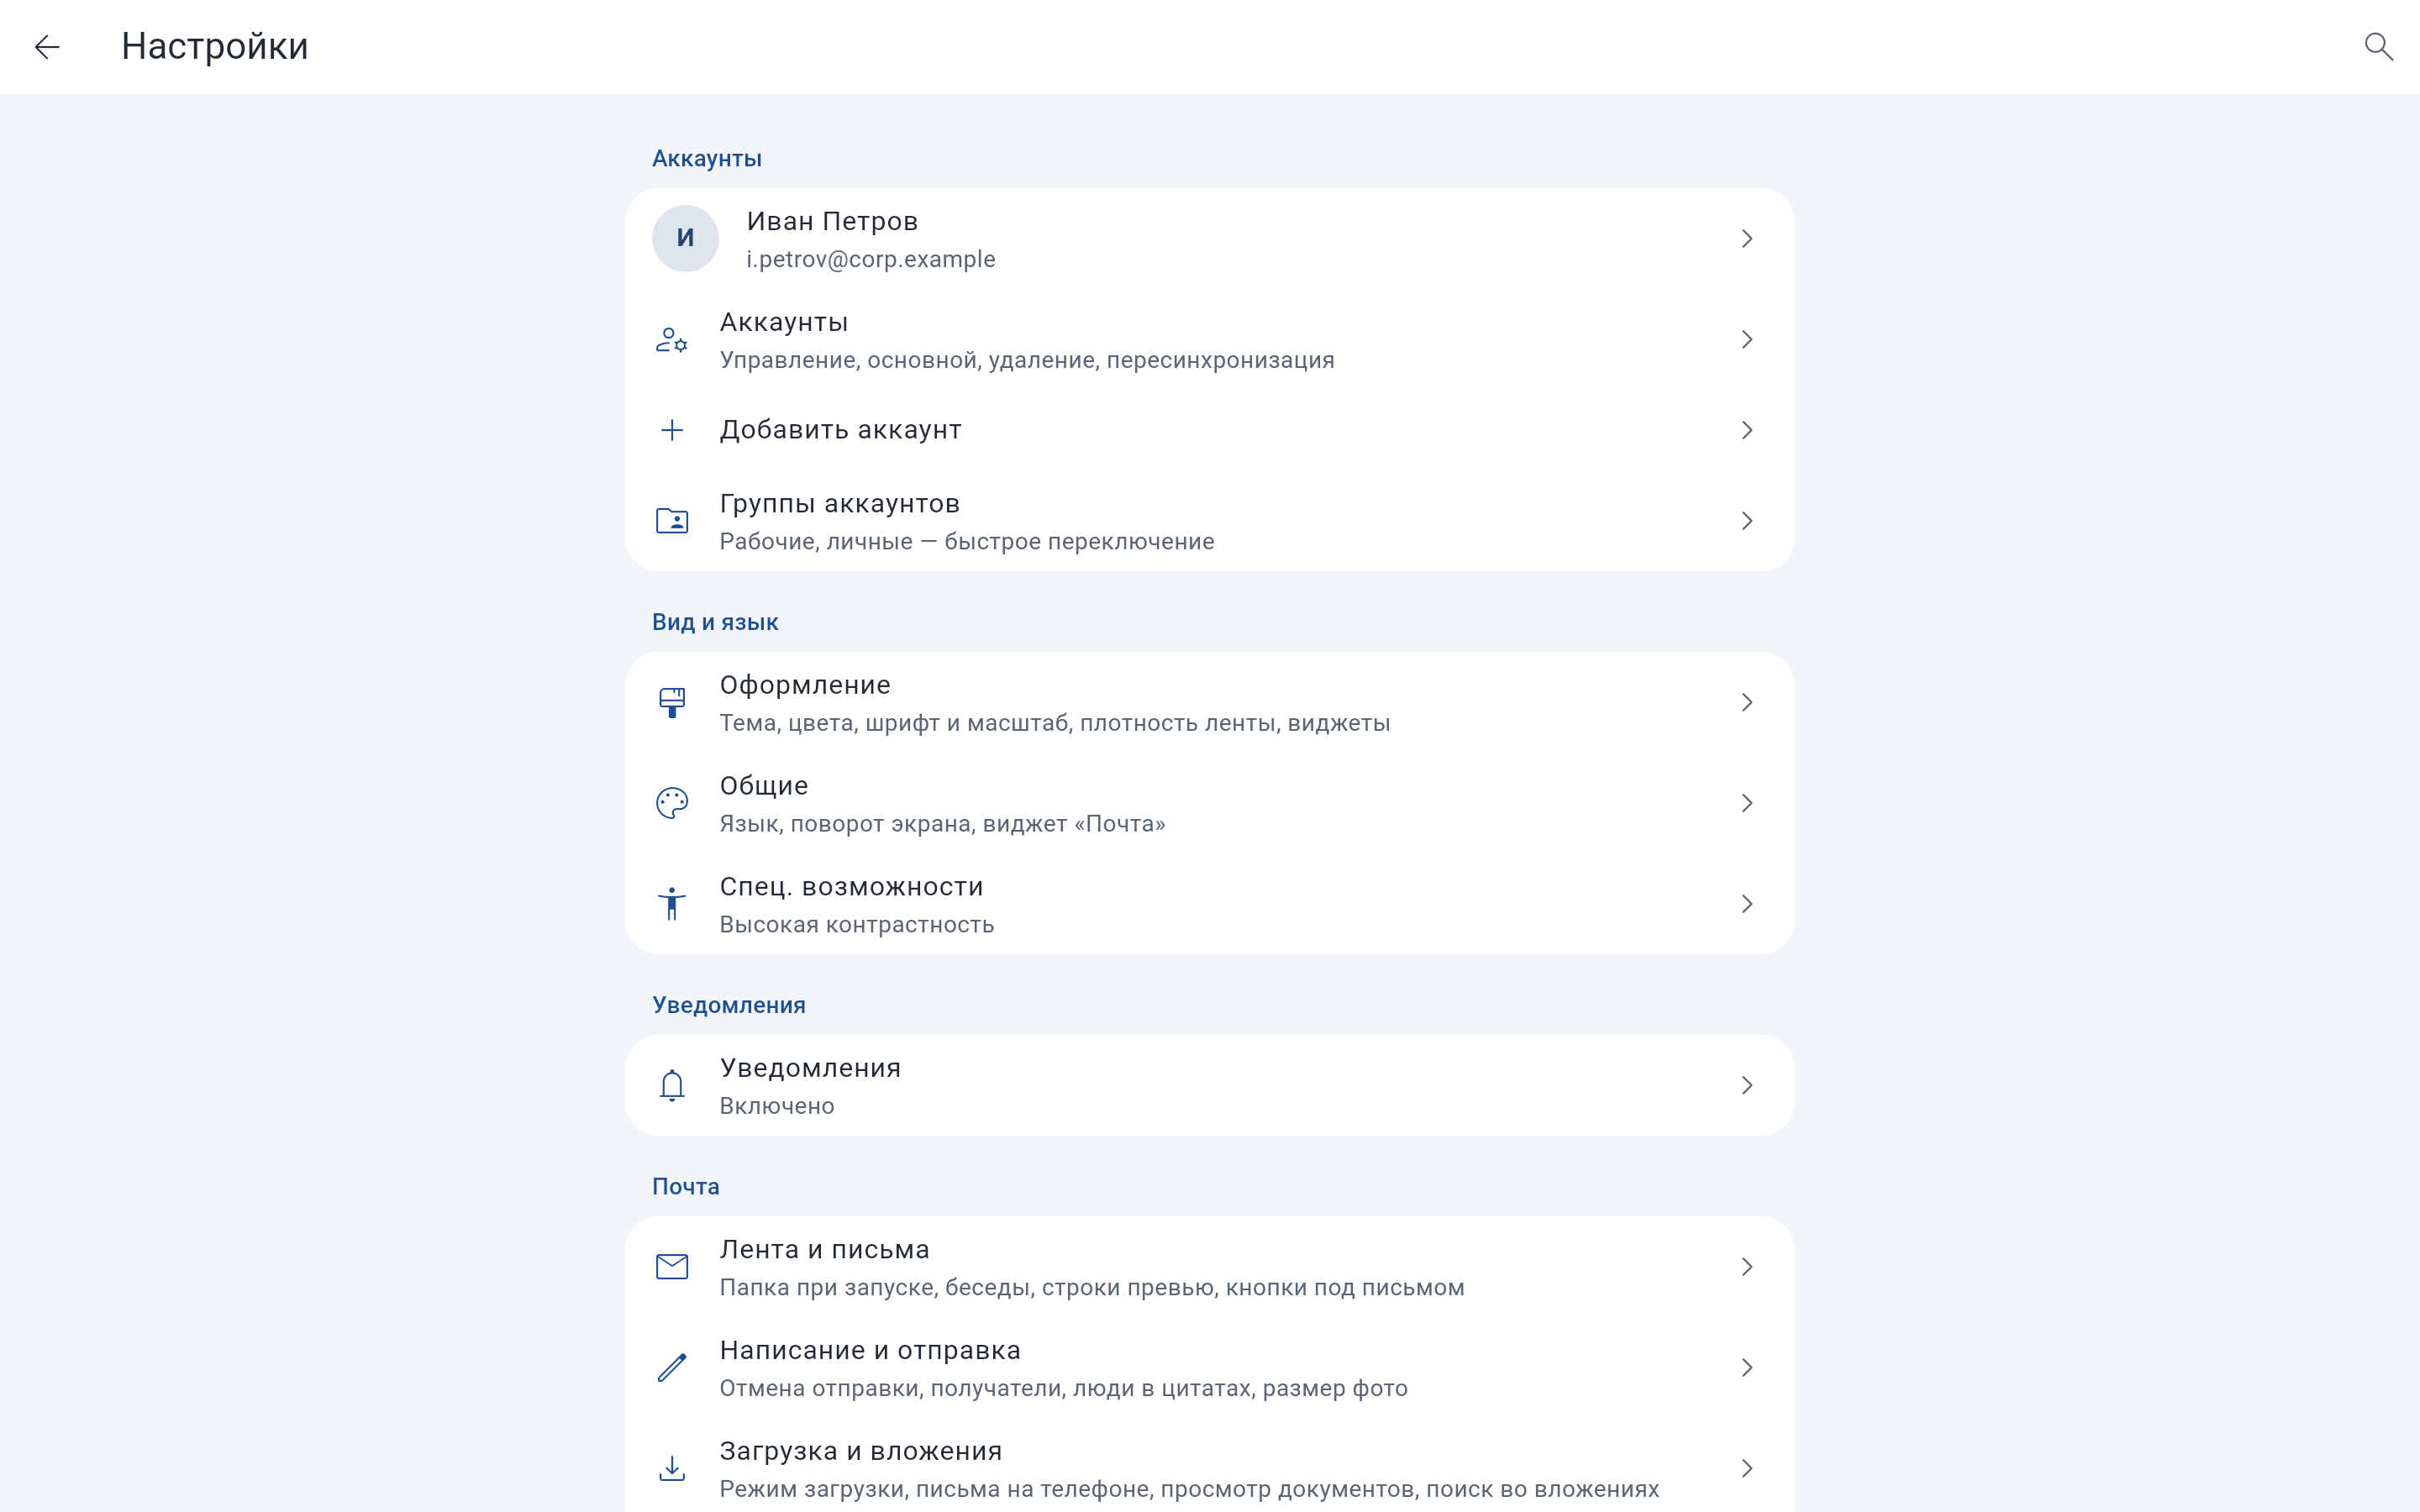 Настройки
Аккаунты
И
Иван Петров
i.petrov@corp.example
Аккаунты
Управление, основной, удаление, пересинхронизация
Добавить аккаунт
Группы аккаунтов
Рабочие, личные — быстрое переключение
Вид и язык
Оформление
Тема, цвета, шрифт и масштаб, плотность ленты, виджеты
Общие
Язык, поворот экрана, виджет «Почта»
Спец. возможности
Высокая контрастность
Уведомления
Уведомления
Включено
Почта
Лента и письма
Папка при запуске, беседы, строки превью, кнопки под письмом
Написание и отправка
Отмена отправки, получатели, люди в цитатах, размер фото
Загрузка и вложения
Режим загрузки, письма на телефоне, просмотр документов, поиск во вложениях